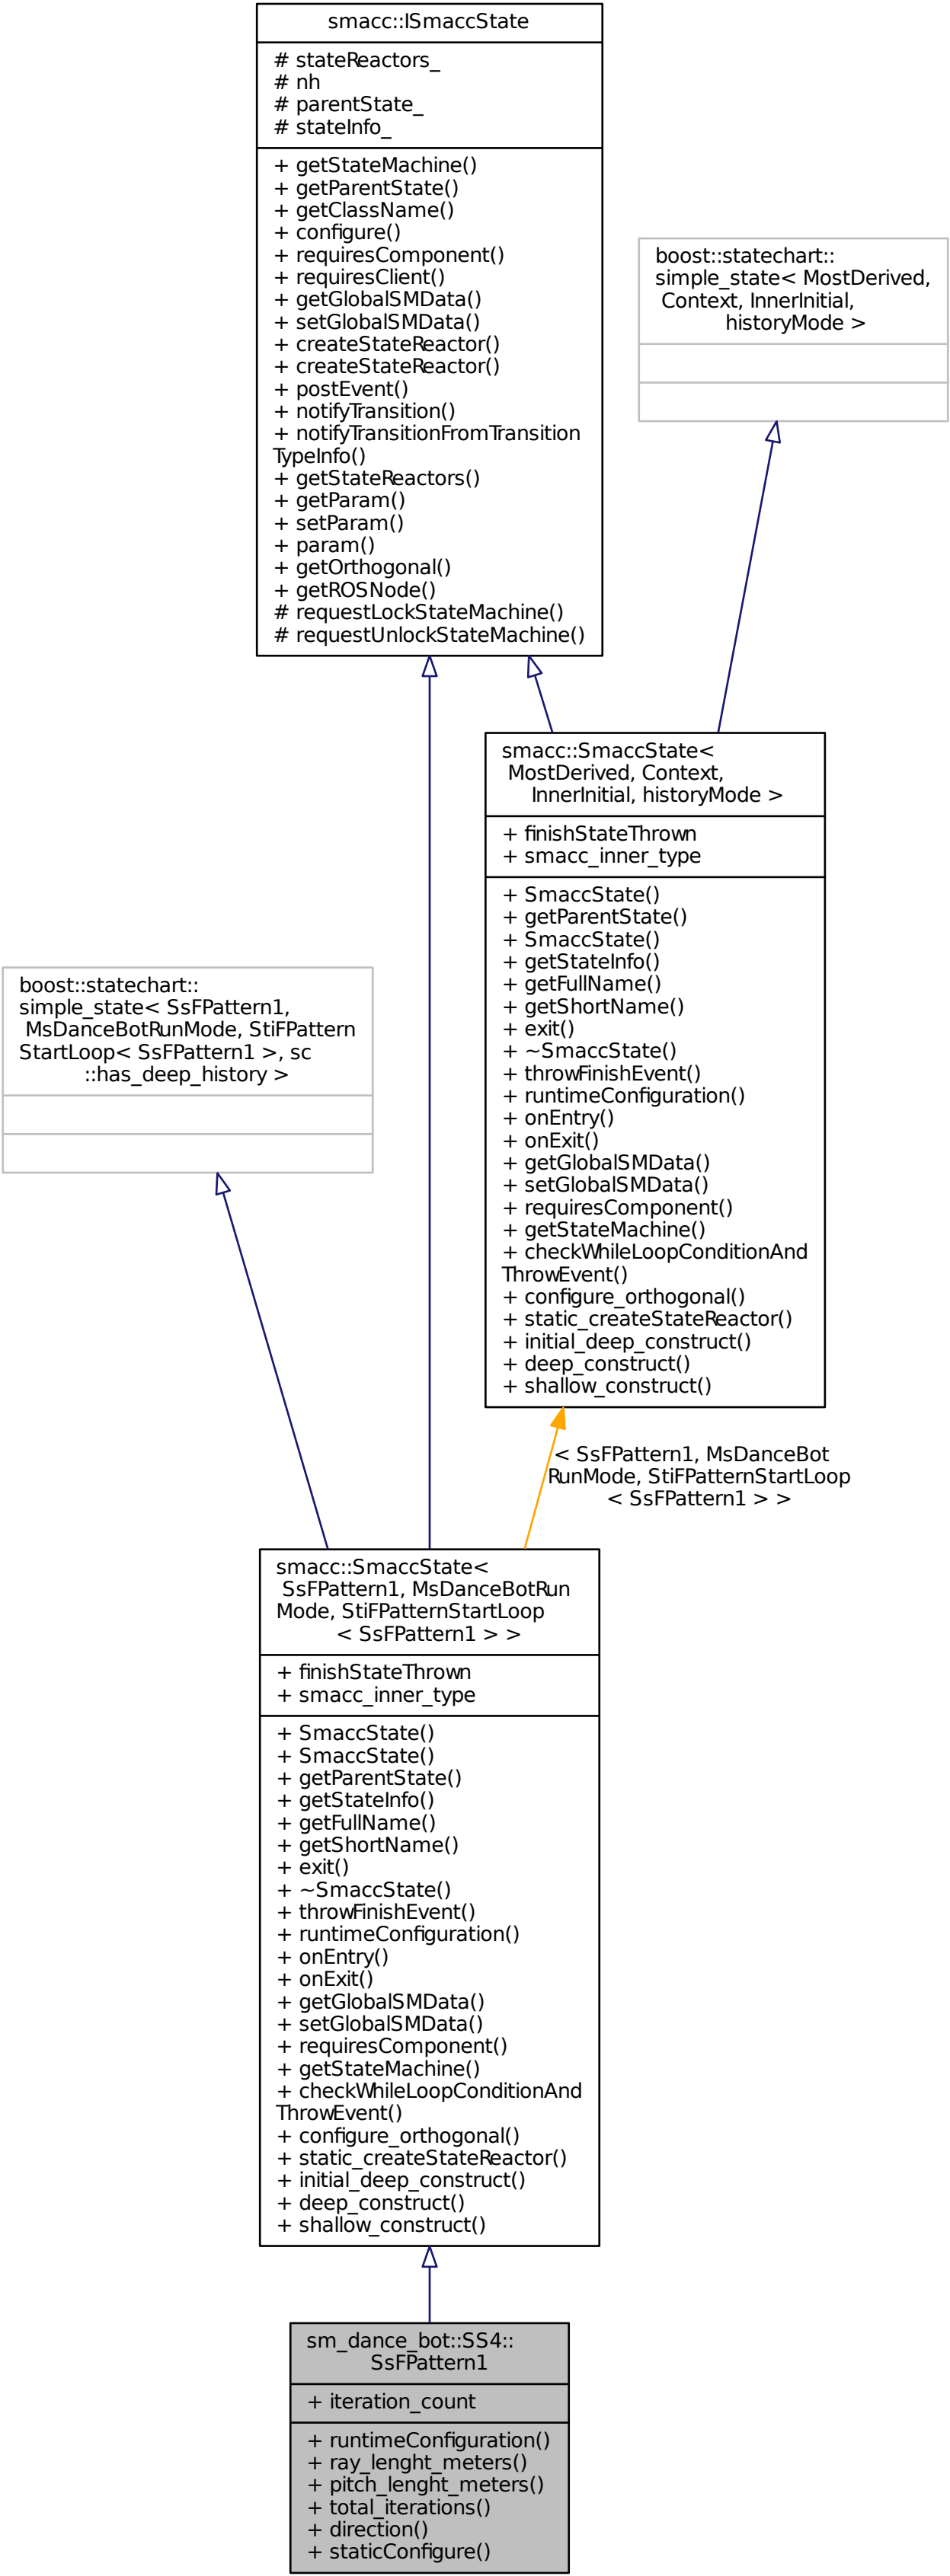 smacc::ISmaccState
# stateReactors_
# nh
# parentState_
# stateInfo_
+ getStateMachine()
+ getParentState()
+ getClassName()
+ configure()
+ requiresComponent()
+ requiresClient()
+ getGlobalSMData()
+ setGlobalSMData()
+ createStateReactor()
+ createStateReactor()
+ postEvent()
+ notifyTransition()
+ notifyTransitionFromTransition
TypeInfo()
+ getStateReactors()
+ getParam()
+ setParam()
+ param()
+ getOrthogonal()
+ getROSNode()
# requestLockStateMachine()
# requestUnlockStateMachine()
boost::statechart::
simple_state< MostDerived,
Context, InnerInitial,
historyMode >
smacc::SmaccState<
MostDerived, Context,
InnerInitial, historyMode >
+ finishStateThrown
+ smacc_inner_type
+ SmaccState()
+ getParentState()
+ SmaccState()
+ getStateInfo()
+ getFullName()
+ getShortName()
+ exit()
+ ~SmaccState()
+ throwFinishEvent()
+ runtimeConfiguration()
+ onEntry()
+ onExit()
+ getGlobalSMData()
+ setGlobalSMData()
+ requiresComponent()
+ getStateMachine()
+ checkWhileLoopConditionAnd
ThrowEvent()
+ configure_orthogonal()
+ static_createStateReactor()
+ initial_deep_construct()
+ deep_construct()
+ shallow_construct()
boost::statechart::
simple_state< SsFPattern1,
MsDanceBotRunMode, StiFPattern
StartLoop< SsFPattern1 >, sc
::has_deep_history >
< SsFPattern1, MsDanceBot
RunMode, StiFPatternStartLoop
< SsFPattern1 > >
smacc::SmaccState<
SsFPattern1, MsDanceBotRun
Mode, StiFPatternStartLoop
< SsFPattern1 > >
+ finishStateThrown
+ smacc_inner_type
+ SmaccState()
+ SmaccState()
+ getParentState()
+ getStateInfo()
+ getFullName()
+ getShortName()
+ exit()
+ ~SmaccState()
+ throwFinishEvent()
+ runtimeConfiguration()
+ onEntry()
+ onExit()
+ getGlobalSMData()
+ setGlobalSMData()
+ requiresComponent()
+ getStateMachine()
+ checkWhileLoopConditionAnd
ThrowEvent()
+ configure_orthogonal()
+ static_createStateReactor()
+ initial_deep_construct()
+ deep_construct()
+ shallow_construct()
sm_dance_bot::SS4::
SsFPattern1
+ iteration_count
+ runtimeConfiguration()
+ ray_lenght_meters()
+ pitch_lenght_meters()
+ total_iterations()
+ direction()
+ staticConfigure()